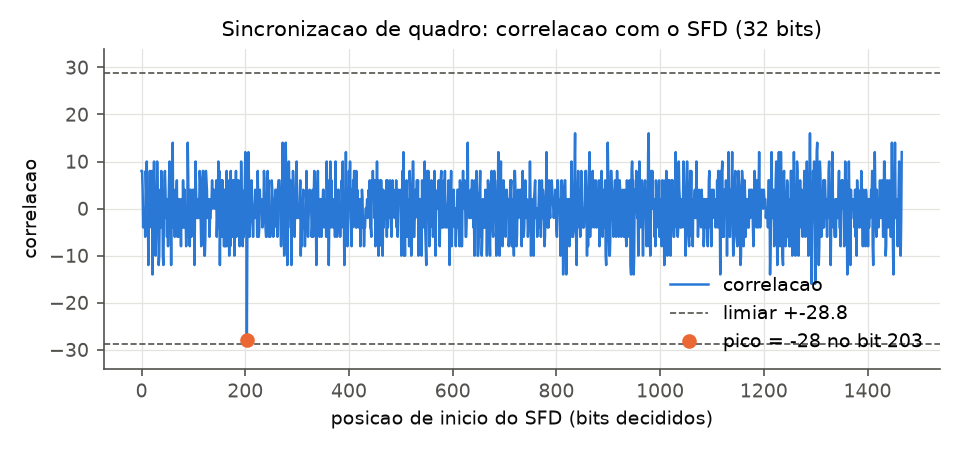 Sincronizacao de quadro: correlacao com o SFD (32 bits)
correlacao
30
20
10
0
−10
−20
−30
correlacao
limiar +-28.8
pico = -28 no bit 203
0 200 400 600 800 1000 1200 1400
posicao de inicio do SFD (bits decididos)